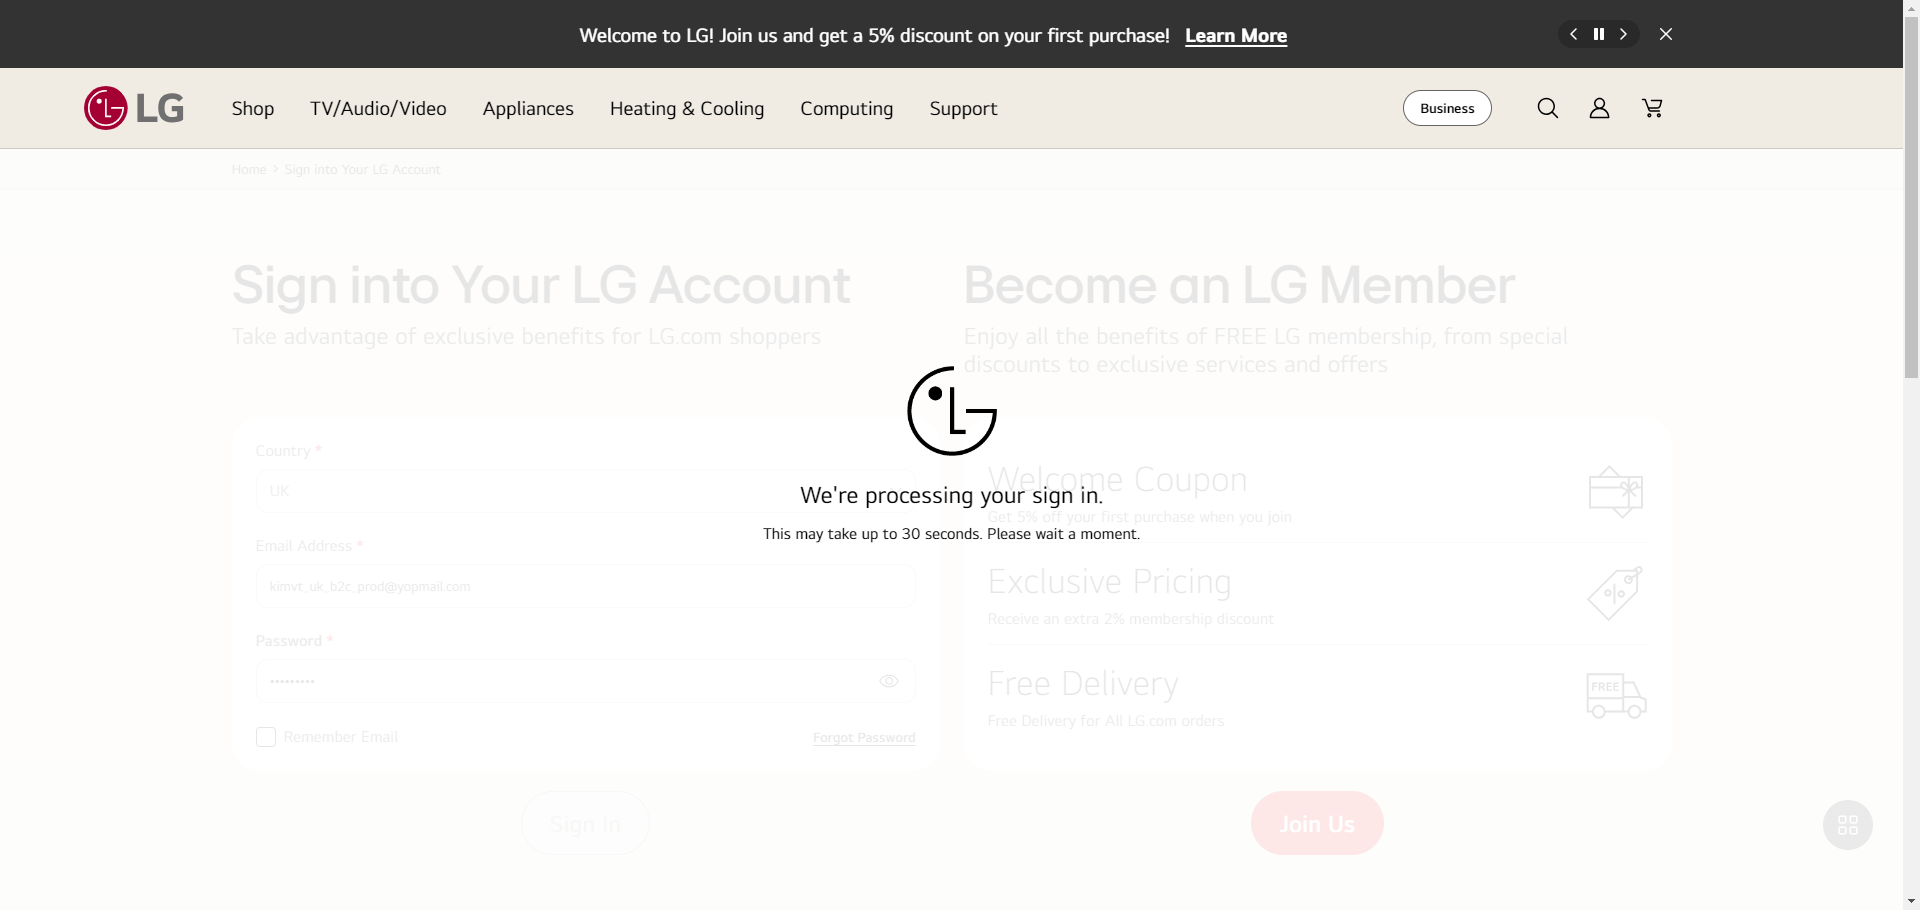 Welcome to LG! Join us and get a 5% discount on your first purchase! Learn More
LG
Shop TV/Audio/Video Appliances Heating & Cooling Computing Support Business
Home > Sign into Your LG Account
Sign into Your LG Account
Take advantage of exclusive benefits for LG.com shoppers
Country *
UK
Email Address *
kimvt_uk_b2c_prod@yopmail.com
Password *
•••••••••
Remember Email Forgot Password
Sign In
Become an LG Member
Enjoy all the benefits of FREE LG membership, from special
discounts to exclusive services and offers
Welcome Coupon
Get 5% off your first purchase when you join
Exclusive Pricing
Receive an extra 2% membership discount
Free Delivery
Free Delivery for All LG.com orders
FREE
Join Us
We're processing your sign in.
This may take up to 30 seconds. Please wait a moment.